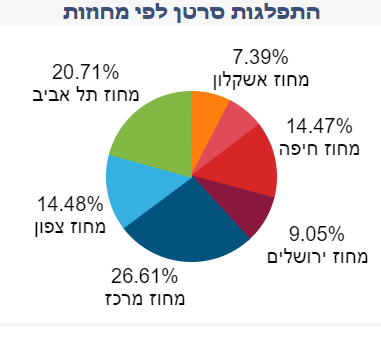 התפלגות סרטן לפי מחוזות
7.39%
מחוז אשקלון
20.71%
מחוז תל אביב
14.47%
מחוז חיפה
14.48%
מחוז צפון
9.05%
מחוז ירושלים
26.61%
מחוז מרכז